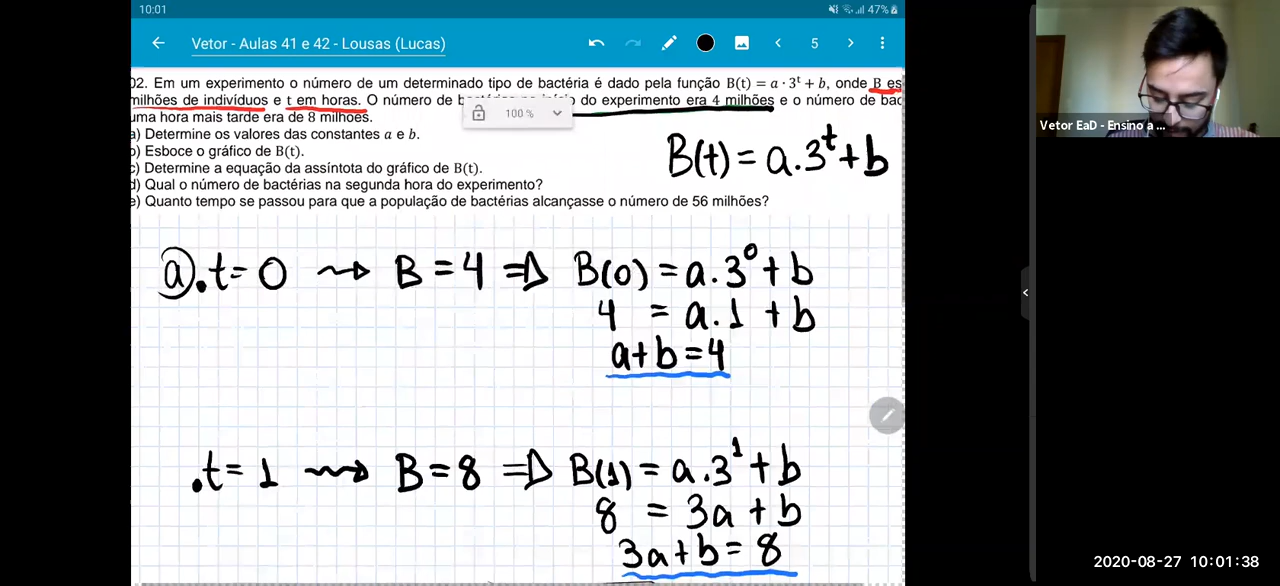 10:01
47%
Vetor - Aulas 41 e 42 - Lousas (Lucas)
5
02. Em um experimento o número de um determinado tipo de bactéria é dado pela função B(t) = a · 3ᵗ + b, onde B es
milhões de indivíduos e t em horas. O número de do experimento era 4 milhões e o número de bac
uma hora mais tarde era de 8 milhões.
100 %
a) Determine os valores das constantes a e b.
b) Esboce o gráfico de B(t).
c) Determine a equação da assíntota do gráfico de B(t).
d) Qual o número de bactérias na segunda hora do experimento?
e) Quanto tempo se passou para que a população de bactérias alcançasse o número de 56 milhões?
B(t) = a.3ᵗ + b
a) .t = 0 ⇝ B = 4 ⇒ B(0) = a.3⁰ + b
4 = a.1 + b
a+b=4
.t = 1 ⇝ B = 8 ⇒ B(1) = a.3¹ + b
8 = 3a + b
3a+b = 8
Vetor EaD - Ensino a ...
2020-08-27 10:01:38